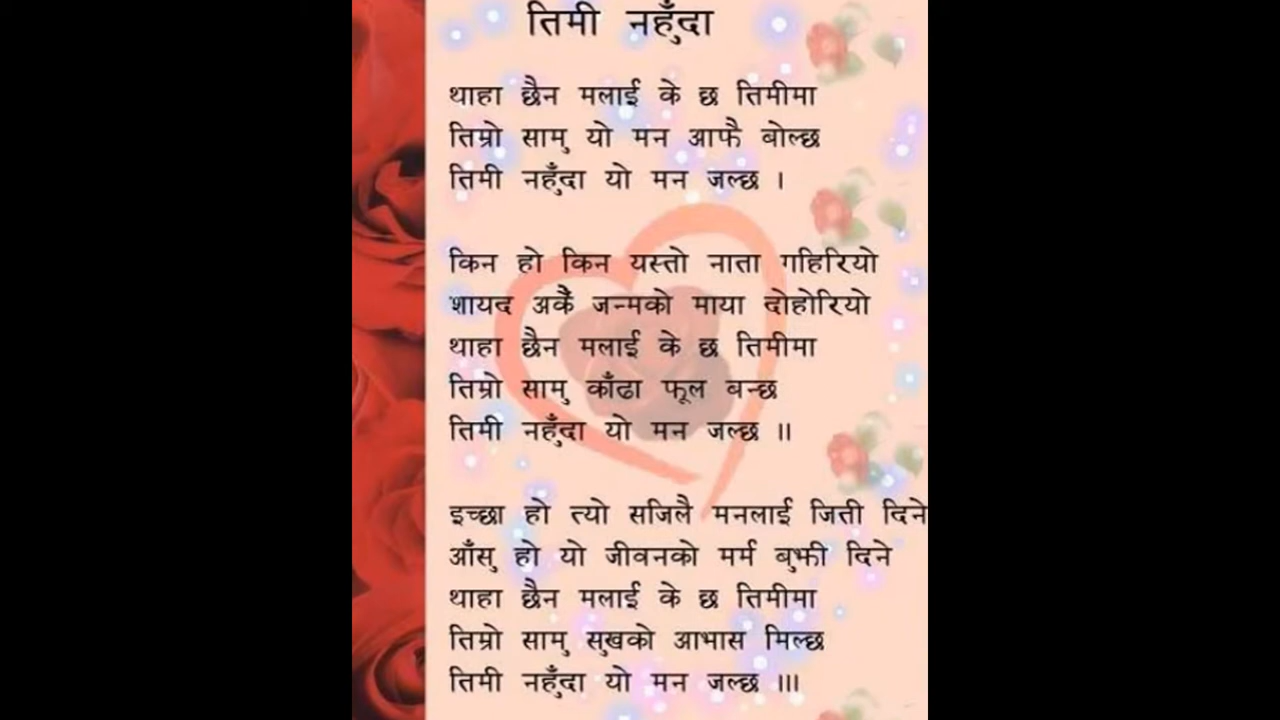 तिमी नहुँदा
थाहा छैन मलाई के छ तिमीमा
तिम्रो सामु यो मन आफै बोल्छ
तिमी नहुँदा यो मन जल्छ ।
किन हो किन यस्तो नाता गहिरियो
शायद अर्कै जन्मको माया दोहोरियो
थाहा छैन मलाई के छ तिमीमा
तिम्रो सामु काँढा फूल बन्छ
तिमी नहुँदा यो मन जल्छ ॥
इच्छा हो त्यो सजिलै मनलाई जिती दिने
आँसु हो यो जीवनको मर्म बुझी दिने
थाहा छैन मलाई के छ तिमीमा
तिम्रो सामु सुखको आभास मिल्छ
तिमी नहुँदा यो मन जल्छ ।।।